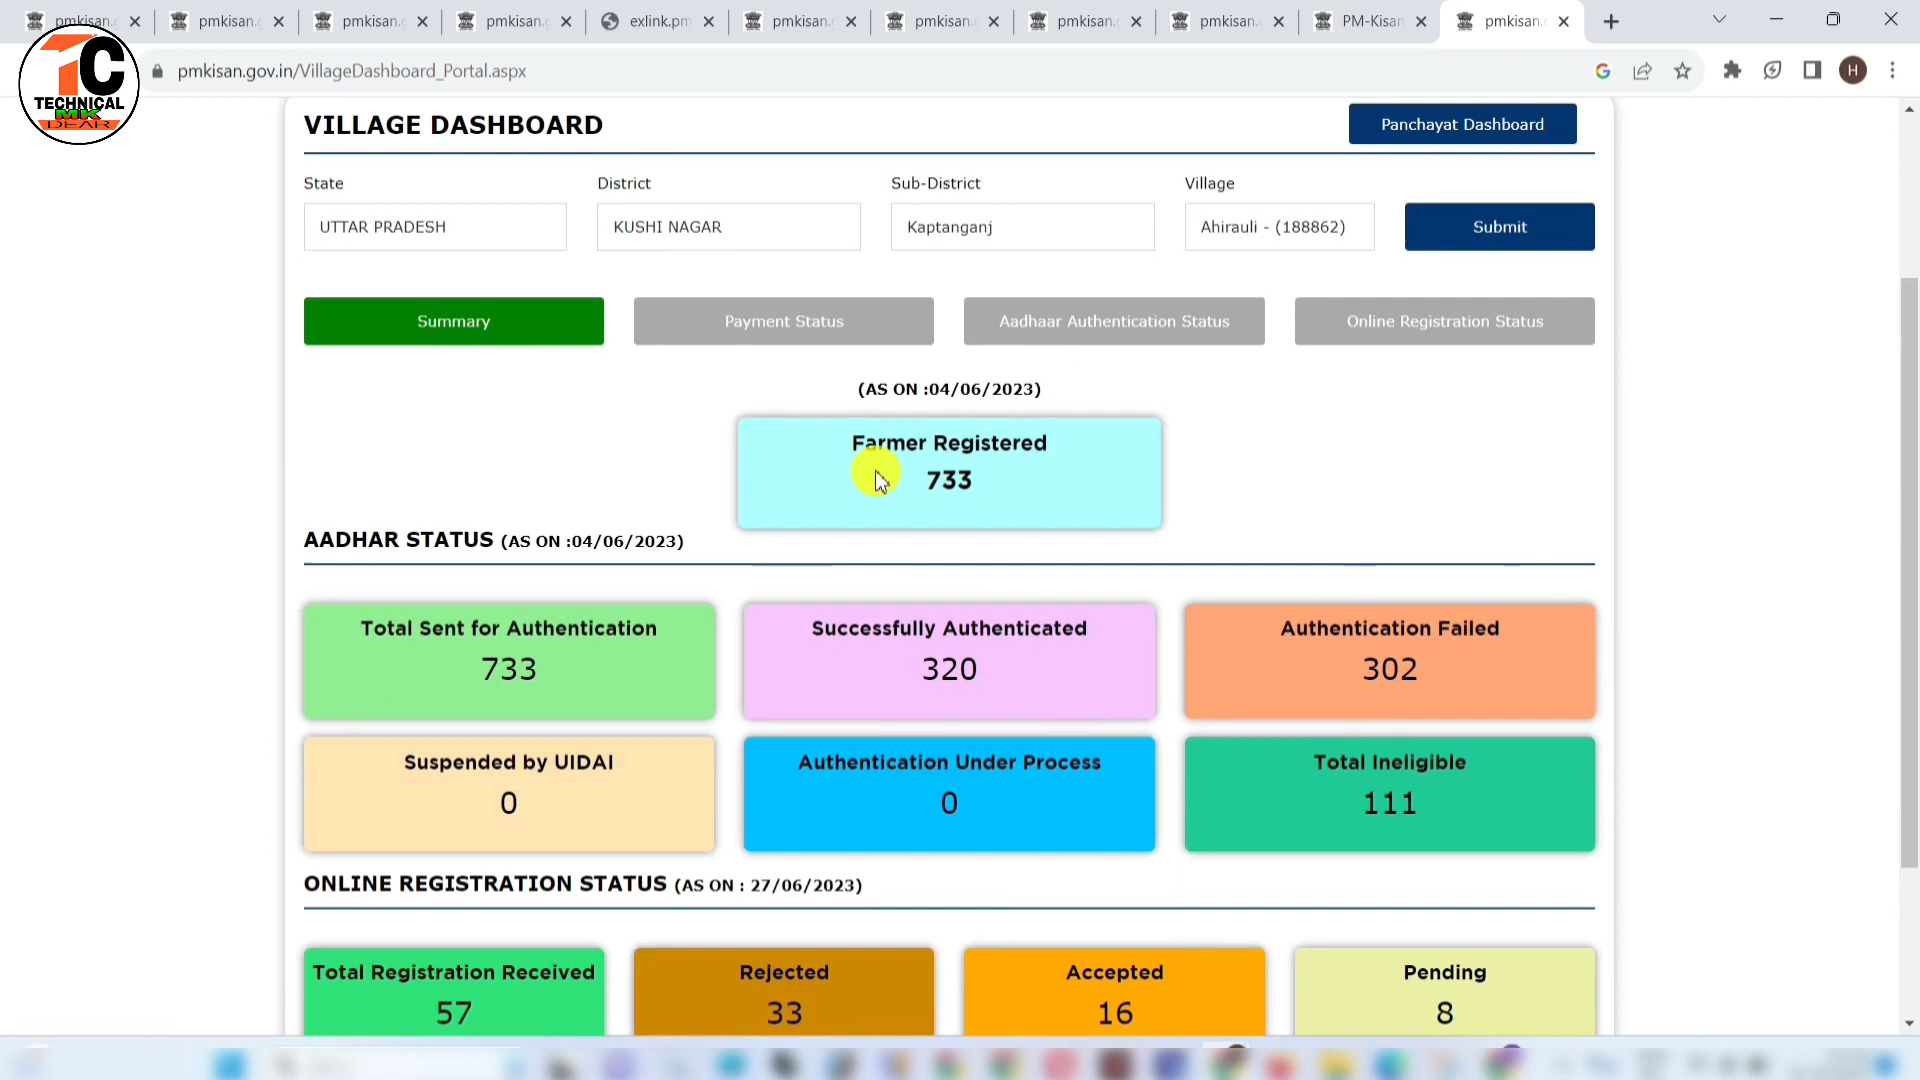 pmkisan.g
pmkisan.g
pmkisan.g
pmkisan.g
exlink.pm
pmkisan.g
pmkisan.g
pmkisan.g
pmkisan.g
PM-Kisan
pmkisan.g
TC
TECHNICAL
MK
DEAR
pmkisan.gov.in/VillageDashboard_Portal.aspx
H
VILLAGE DASHBOARD
Panchayat Dashboard
State
District
Sub-District
Village
UTTAR PRADESH
KUSHI NAGAR
Kaptanganj
Ahirauli - (188862)
Submit
Summary
Payment Status
Aadhaar Authentication Status
Online Registration Status
(AS ON :04/06/2023)
Farmer Registered
733
AADHAR STATUS (AS ON :04/06/2023)
Total Sent for Authentication
733
Successfully Authenticated
320
Authentication Failed
302
Suspended by UIDAI
0
Authentication Under Process
0
Total Ineligible
111
ONLINE REGISTRATION STATUS (AS ON : 27/06/2023)
Total Registration Received
57
Rejected
33
Accepted
16
Pending
8